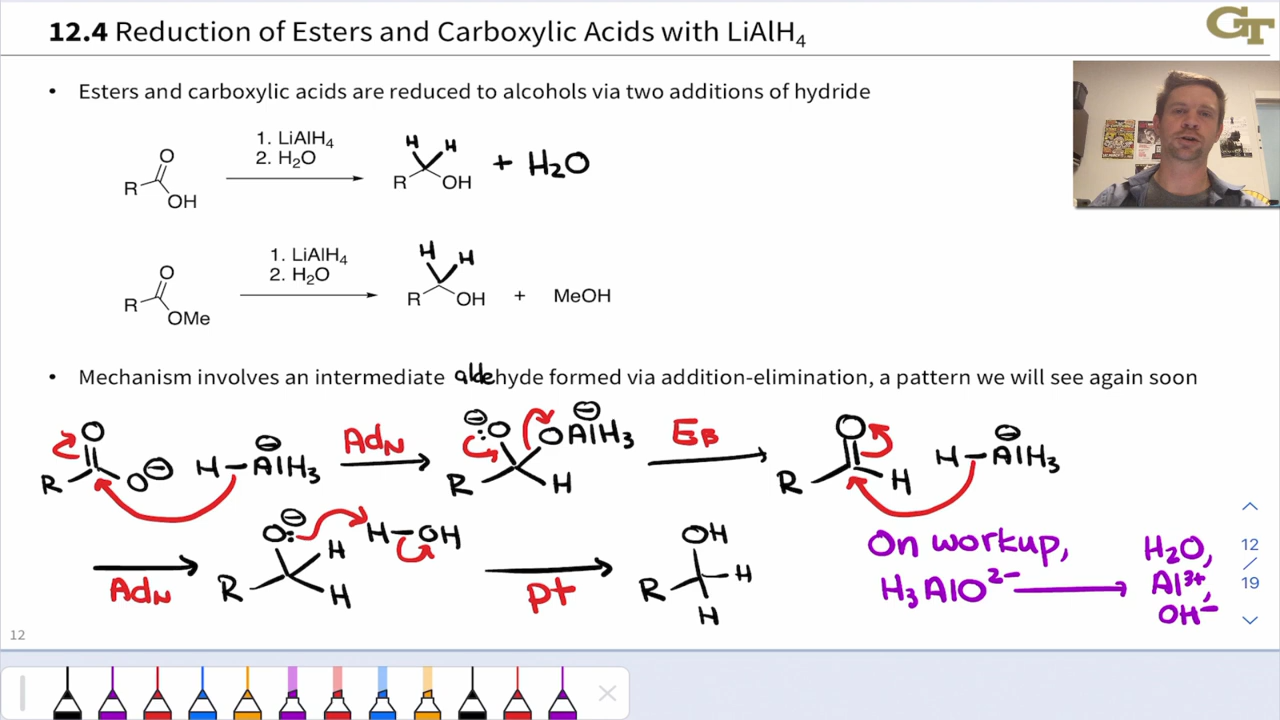 12.4 Reduction of Esters and Carboxylic Acids with LiAlH₄
GT
• Esters and carboxylic acids are reduced to alcohols via two additions of hydride
O
R
OH
1. LiAlH₄
2. H₂O
H H
R
OH
+ H₂O
O
R
OMe
1. LiAlH₄
2. H₂O
H H
R
OH
+ MeOH
• Mechanism involves an intermediate aldehyde formed via addition-elimination, a pattern we will see again soon
O
R
O⊖
H–AlH₃ ⊖
AdN
⊖ :O
OAlH₃ ⊖
R
H
Eβ
O
R
H
H–AlH₃ ⊖
AdN
O: ⊖
R
H
H
H–OH
pt
OH
R
H
H
On workup,
H₃AlO²⁻ → H₂O,
Al³⁺,
OH⁻
12
/
19
12